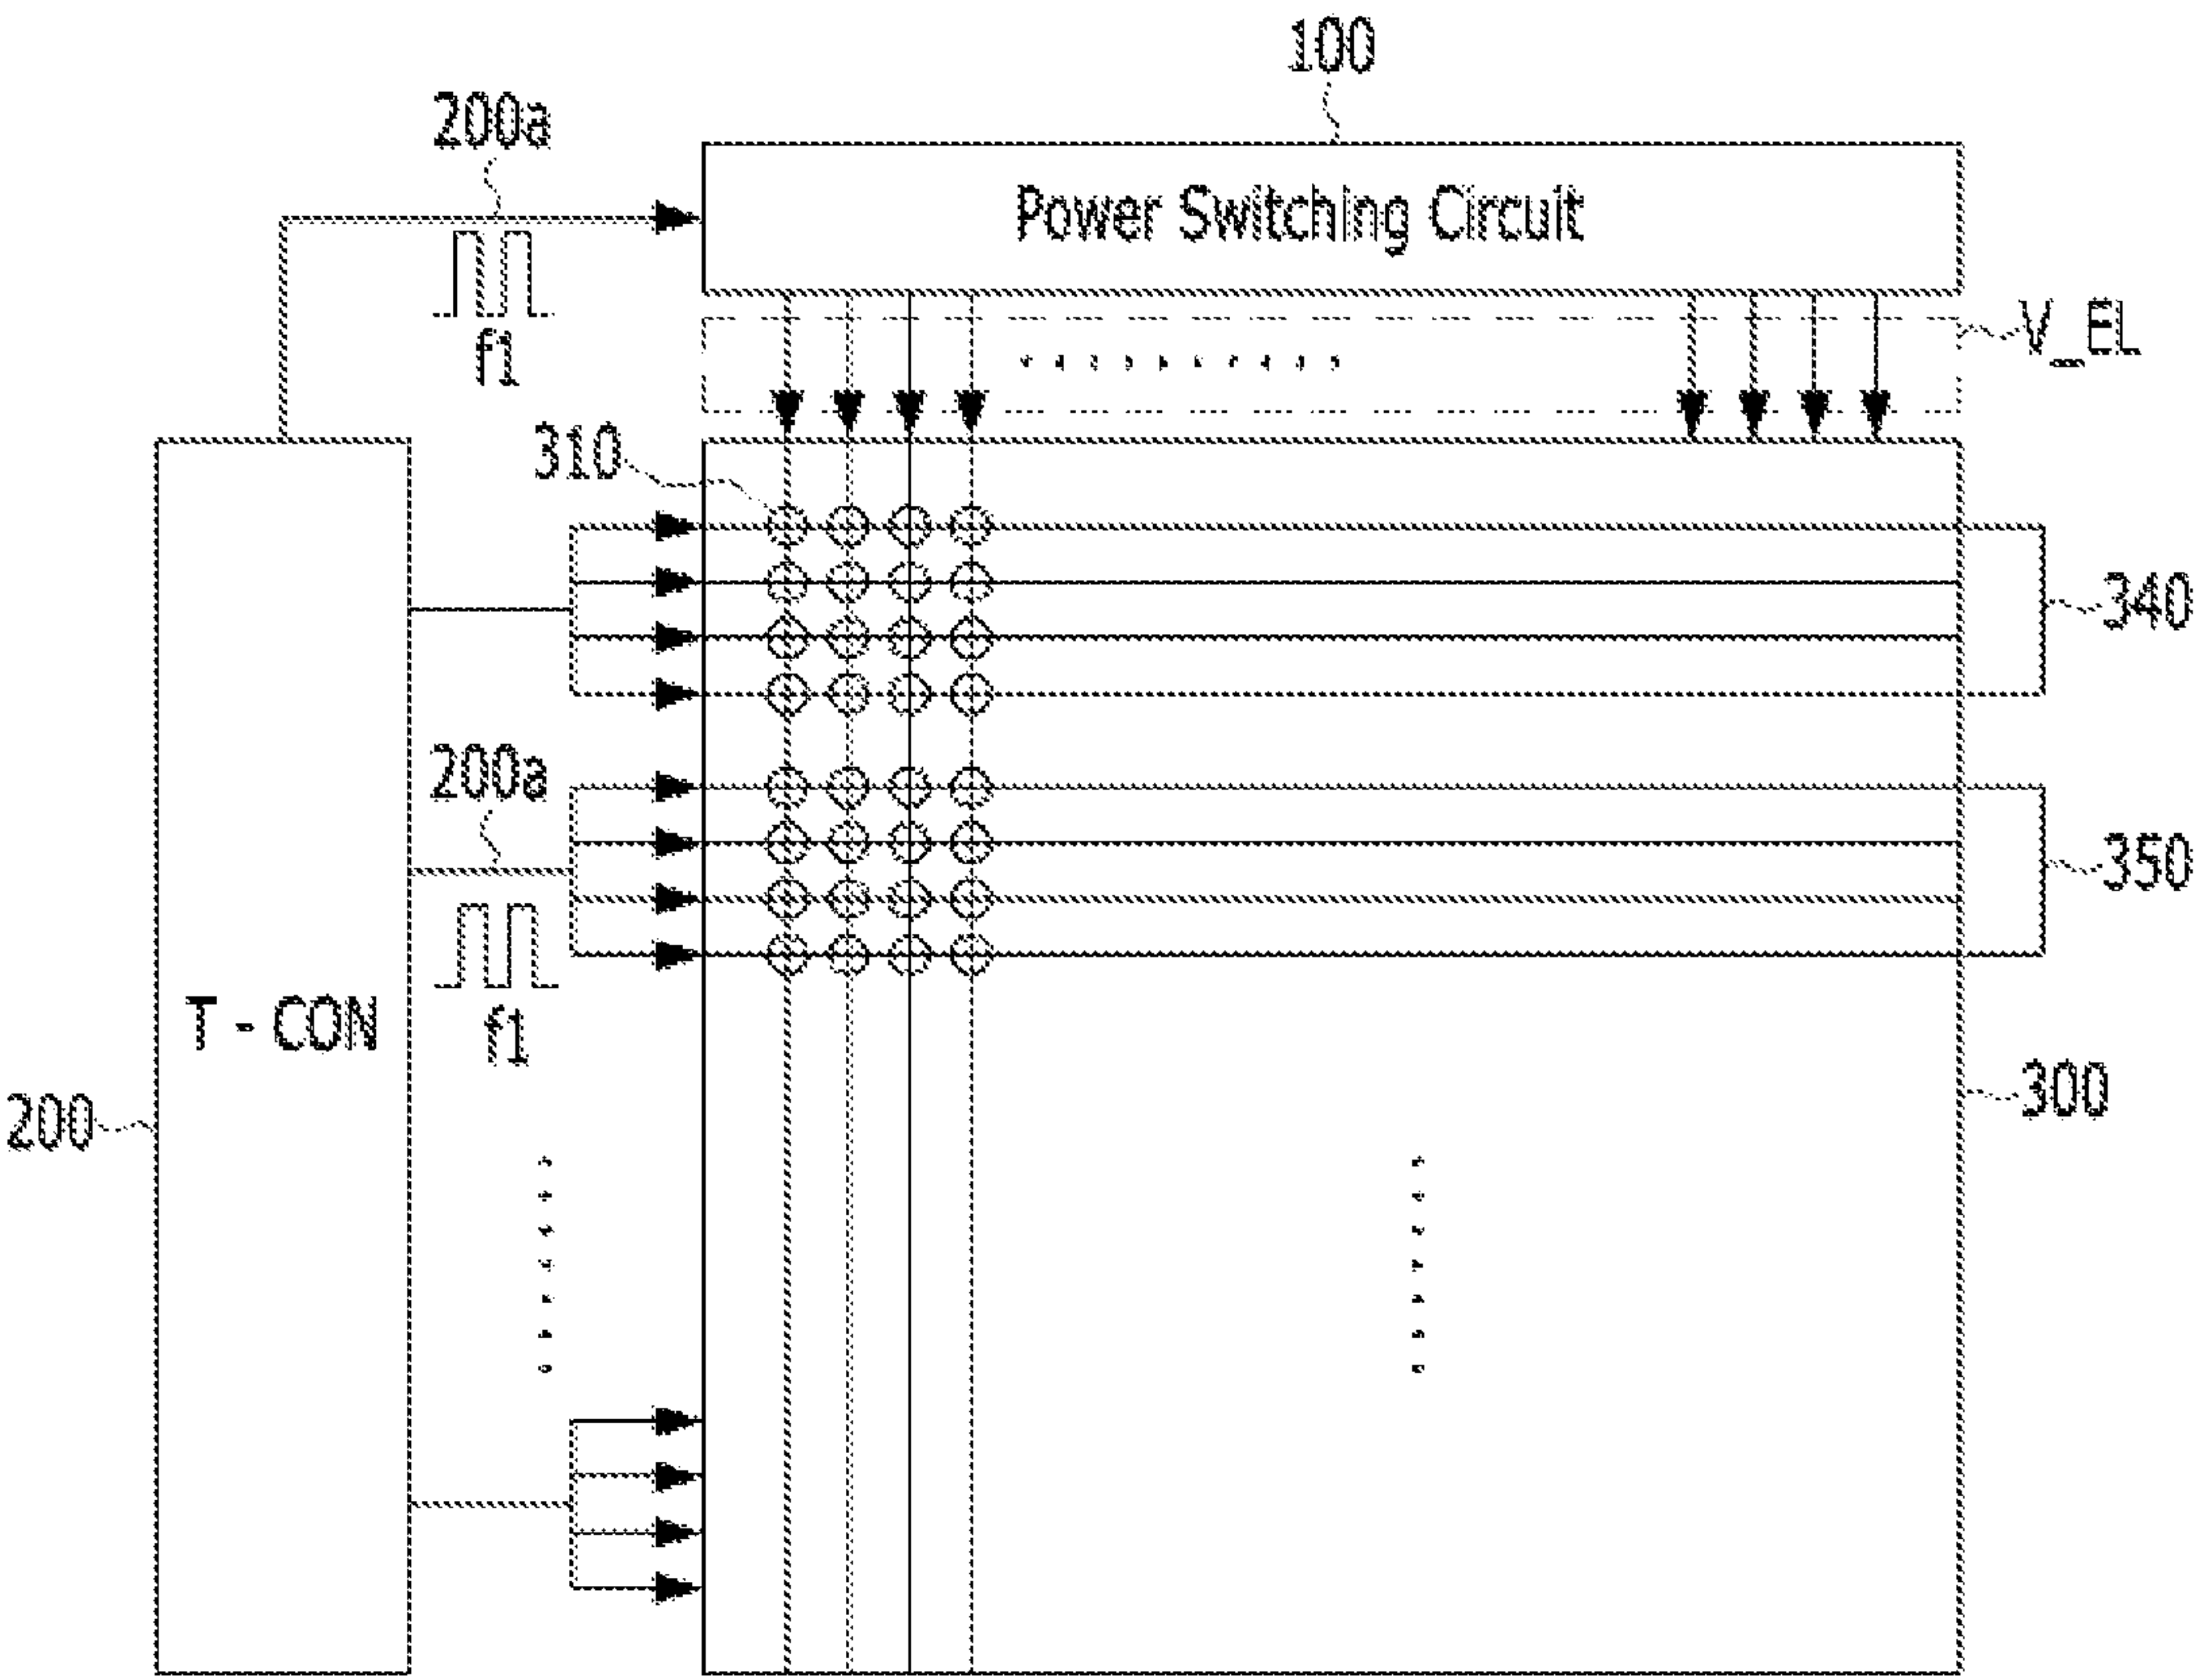 100
200a
Power Switching Circuit
f1
V_EL
310
340
200a
350
f1
T - CON
300
200